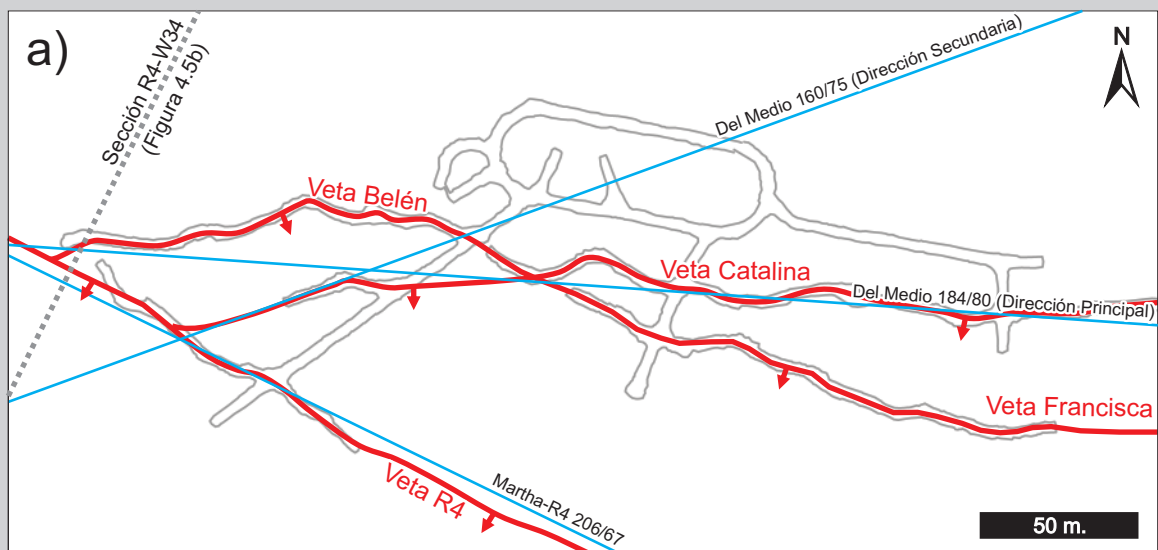 a)
Sección R4-W34
(Figura 4.5b)
Del Medio 160/75 (Dirección Secundaria)
N
Veta Belén
Veta Catalina
Del Medio 184/80 (Dirección Principal)
Veta Francisca
Veta R4
Martha-R4 206/67
50 m.